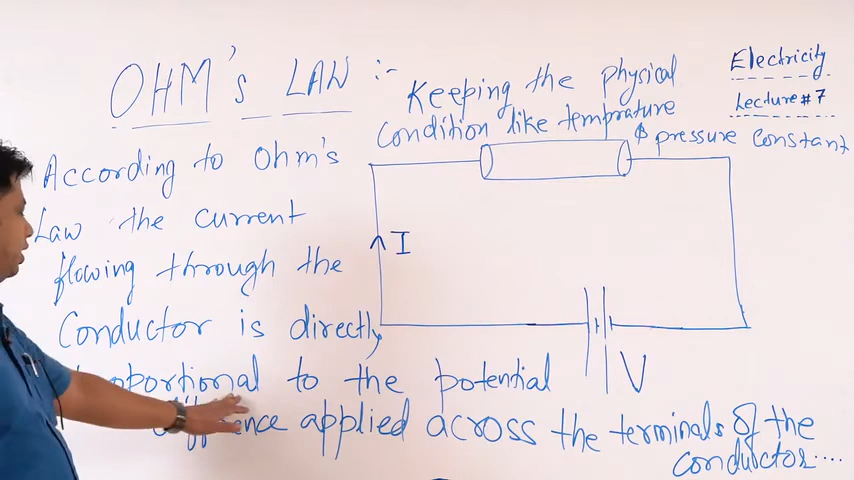 OHM's LAW :-
Keeping the physical
Condition like temprature
& pressure Constant
Electricity
Lecture #7
According to Ohm's
Law the current
flowing through the
Conductor is directly
to the potential
applied across the terminals of the
conductor....
I
V